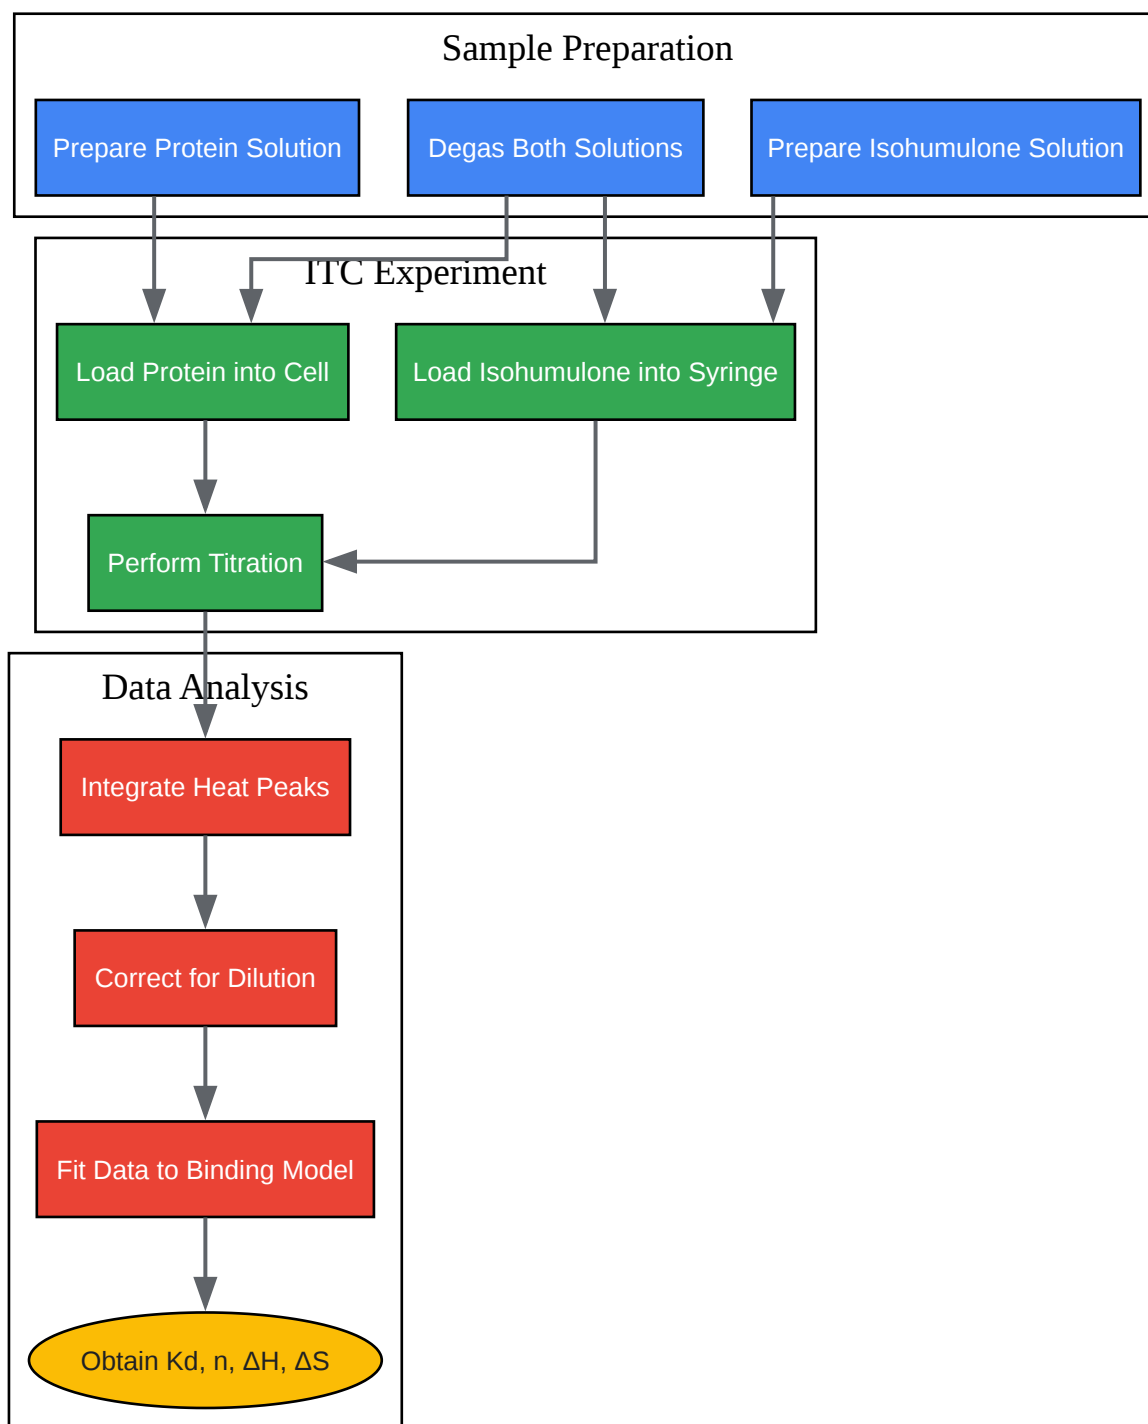 Sample Preparation
Prepare Protein Solution
Degas Both Solutions
Prepare Isohumulone Solution
ITC Experiment
Load Protein into Cell
Load Isohumulone into Syringe
Perform Titration
Data Analysis
Integrate Heat Peaks
Correct for Dilution
Fit Data to Binding Model
Obtain Kd, n, ΔH, ΔS